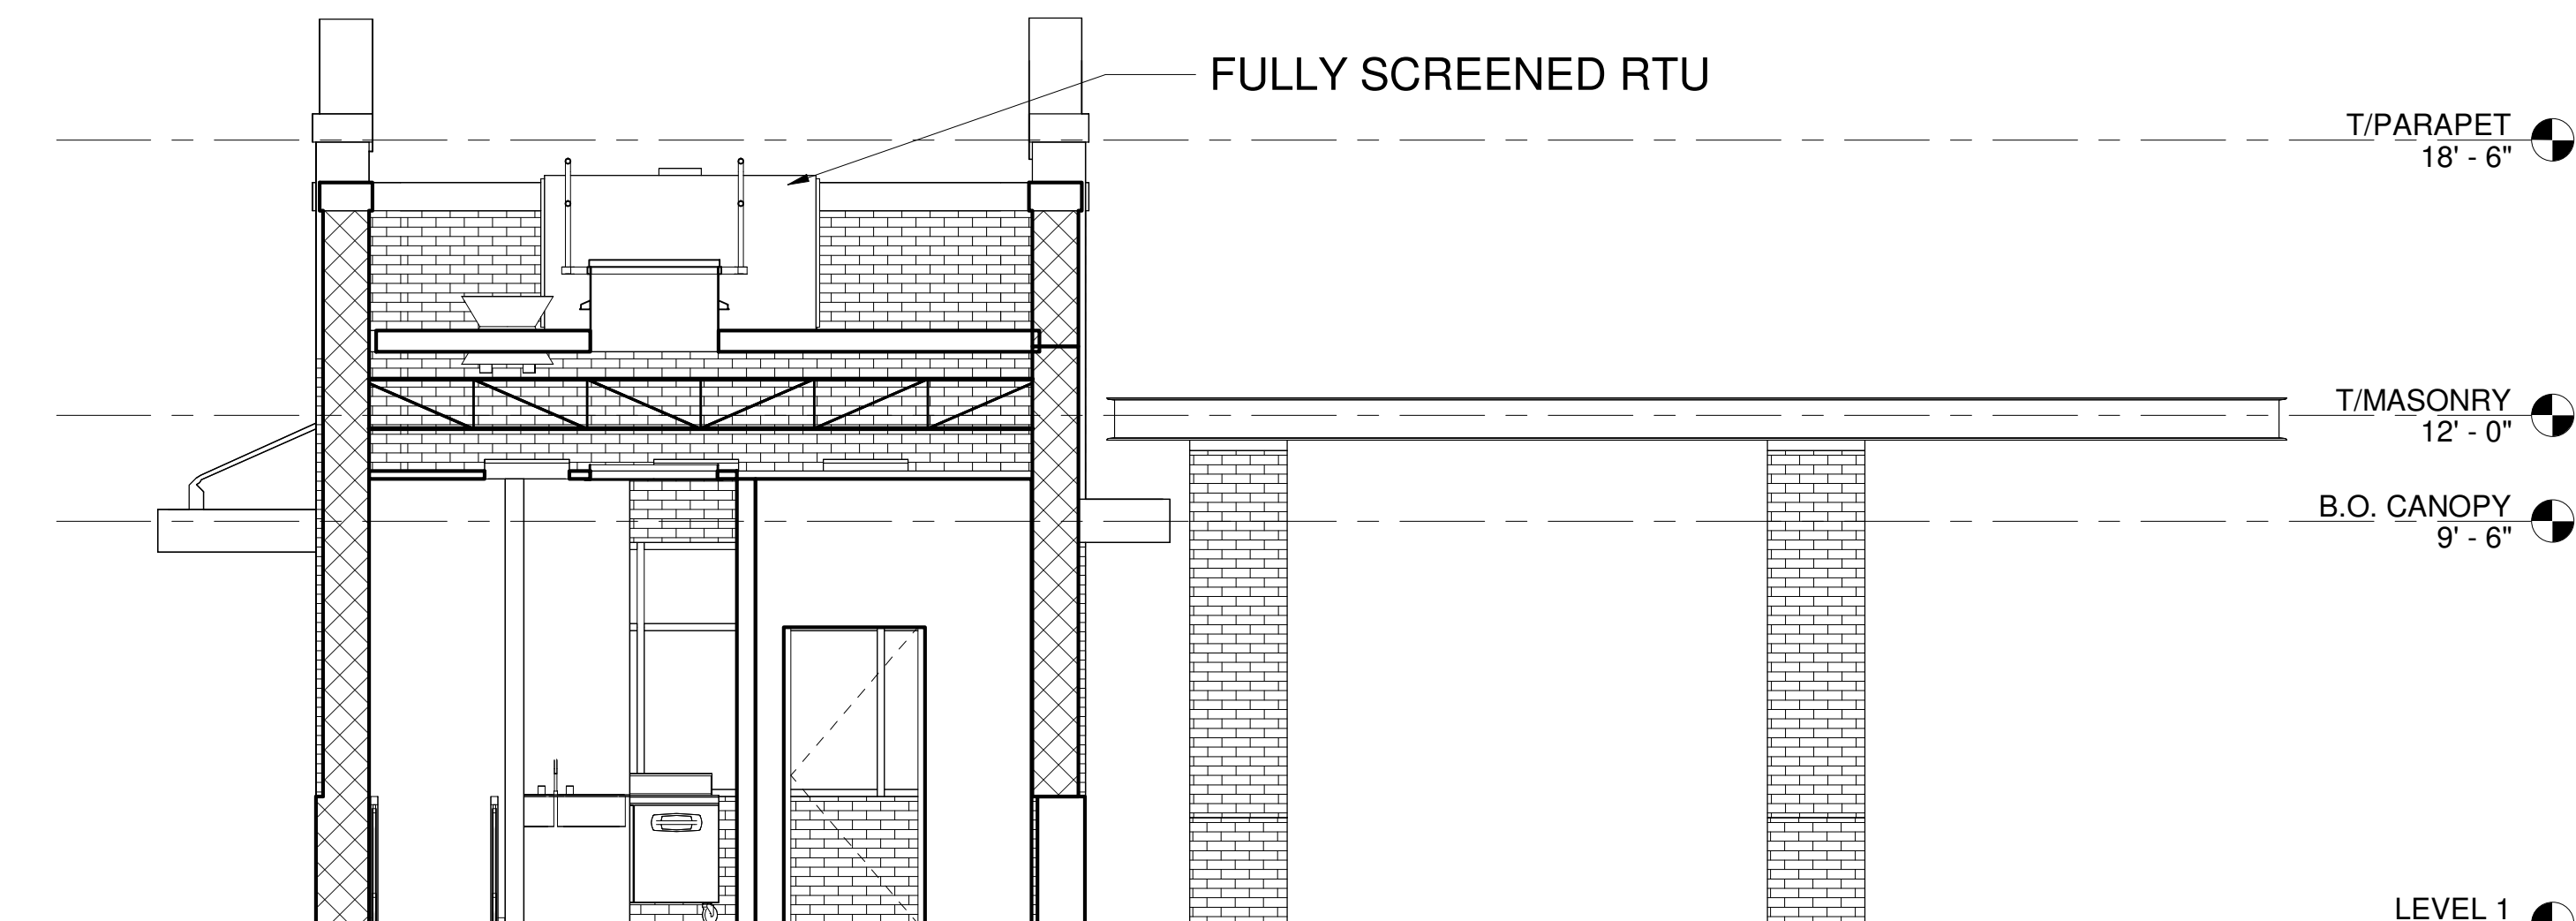 FULLY SCREENED RTU
T/PARAPET
18' - 6"
T/MASONRY
12' - 0"
B.O. CANOPY
9' - 6"
LEVEL 1